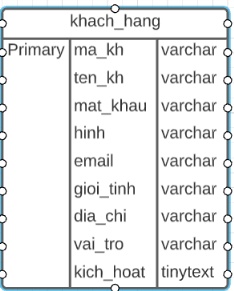 khach_hang
Primary ma_kh varchar
ten_kh varchar
mat_khau varchar
hinh varchar
email varchar
gioi_tinh varchar
dia_chi varchar
vai_tro varchar
kich_hoat tinytext